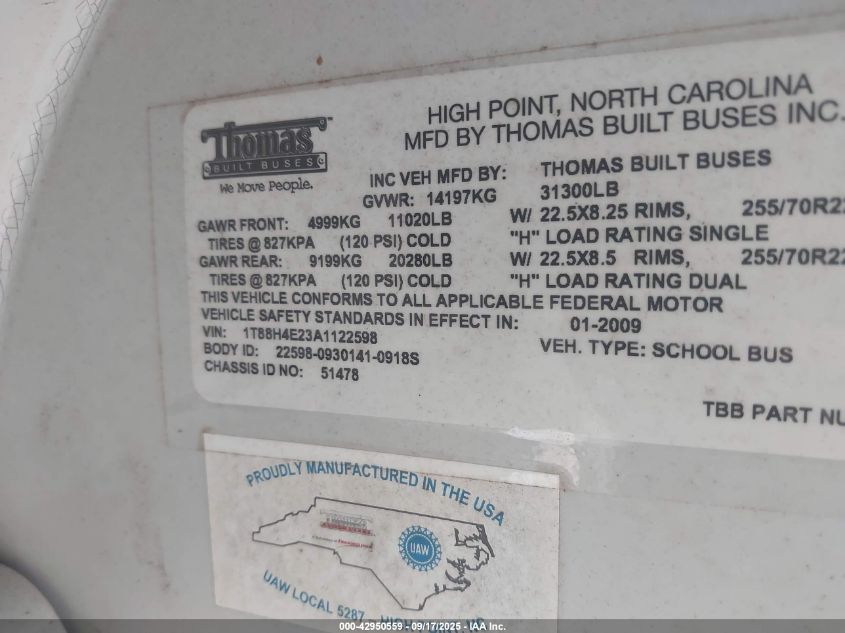 Thomas™
BUILT BUSES
We Move People.
HIGH POINT, NORTH CAROLINA
MFD BY THOMAS BUILT BUSES INC.
INC VEH MFD BY: THOMAS BUILT BUSES
GVWR: 14197KG 31300LB
GAWR FRONT: 4999KG 11020LB W/ 22.5X8.25 RIMS, 255/70R22
TIRES @ 827KPA (120 PSI) COLD "H" LOAD RATING SINGLE
GAWR REAR: 9199KG 20280LB W/ 22.5X8.5 RIMS, 255/70R22
TIRES @ 827KPA (120 PSI) COLD "H" LOAD RATING DUAL
THIS VEHICLE CONFORMS TO ALL APPLICABLE FEDERAL MOTOR
VEHICLE SAFETY STANDARDS IN EFFECT IN: 01-2009
VIN: 1T88H4E23A1122598
BODY ID: 22598-0930141-0918S VEH. TYPE: SCHOOL BUS
CHASSIS ID NO: 51478
TBB PART NU
PROUDLY MANUFACTURED IN THE USA
UAW
UAW LOCAL 5287
000-42950559 - 09/17/2025 - IAA Inc.